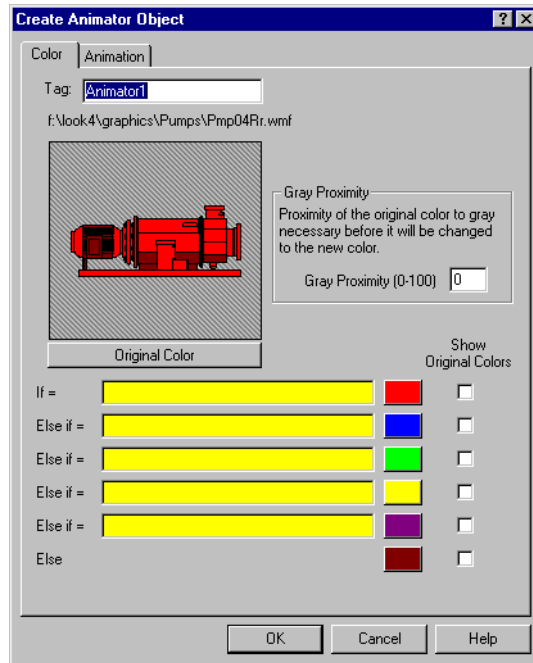 Create Animator Object
Color Animation
Tag: Animator1
f:\look4\graphics\Pumps\Pmp04Rr.wmf
Gray Proximity
Proximity of the original color to gray
necessary before it will be changed
to the new color.
Gray Proximity (0-100) 0
Original Color
Show
Original Colors
If =
Else if =
Else if =
Else if =
Else if =
Else
OK Cancel Help